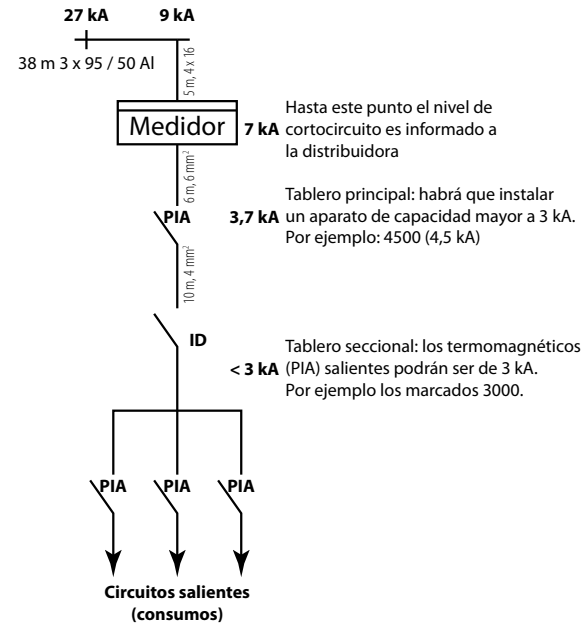 27 kA
9 kA
38 m 3 x 95 / 50 Al
5 m, 4 x 16
Medidor
7 kA
Hasta este punto el nivel de
cortocircuito es informado a
la distribuidora
6 m, 6 mm²
PIA
3,7 kA
Tablero principal: habrá que instalar
un aparato de capacidad mayor a 3 kA.
Por ejemplo: 4500 (4,5 kA)
10 m, 4 mm²
ID
< 3 kA
Tablero seccional: los termomagnéticos
(PIA) salientes podrán ser de 3 kA.
Por ejemplo los marcados 3000.
PIA
PIA
PIA
Circuitos salientes
(consumos)